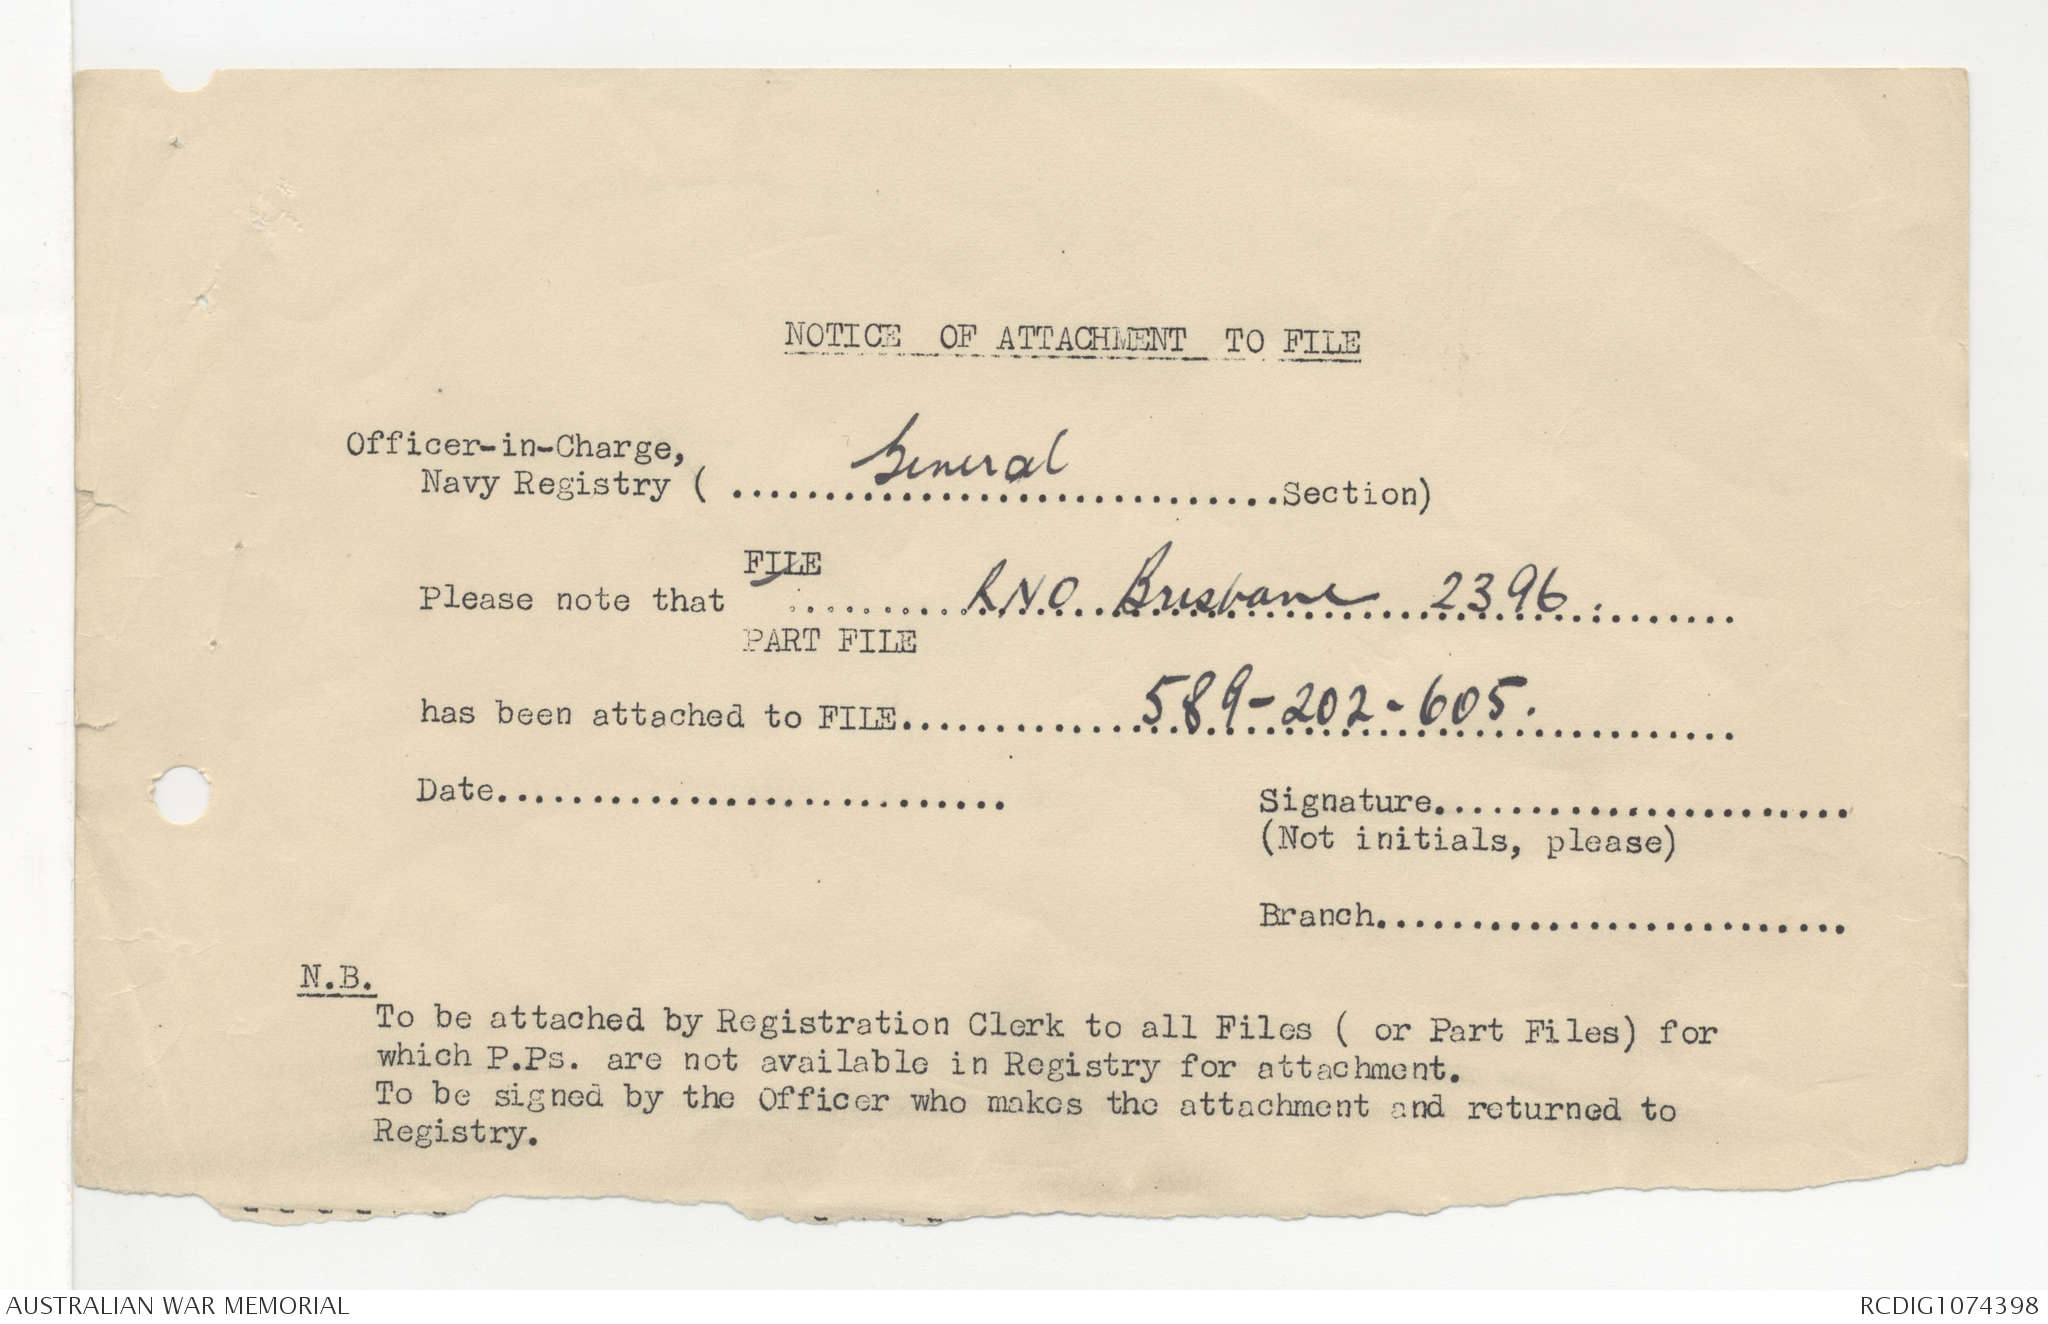 NOTICE OF ATTACHMENT TO FILE
Officer-in-Charge,
Navy Registry ( General Section)
FILE
Please note that RNO Brisbane 2396.
PART FILE
has been attached to FILE 589-202-605.
Date
Signature
(Not initials, please)
Branch
N.B.
To be attached by Registration Clerk to all Files ( or Part Files) for
which P.Ps. are not available in Registry for attachment.
To be signed by the Officer who makes the attachment and returned to
Registry.
AUSTRALIAN WAR MEMORIAL
RCDIG1074398